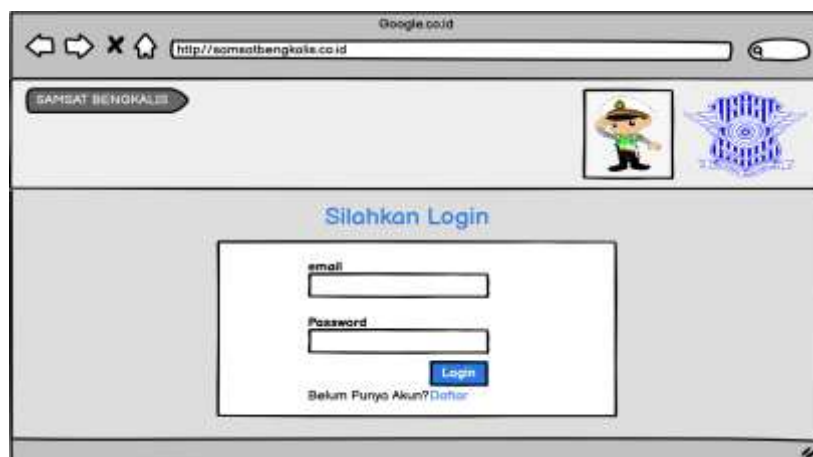 Google.co.id
http//samsatbengkalis.co.id
SAMSAT BENGKALIS
Silahkan Login
email
Password
Login
Belum Punya Akun? Daftar